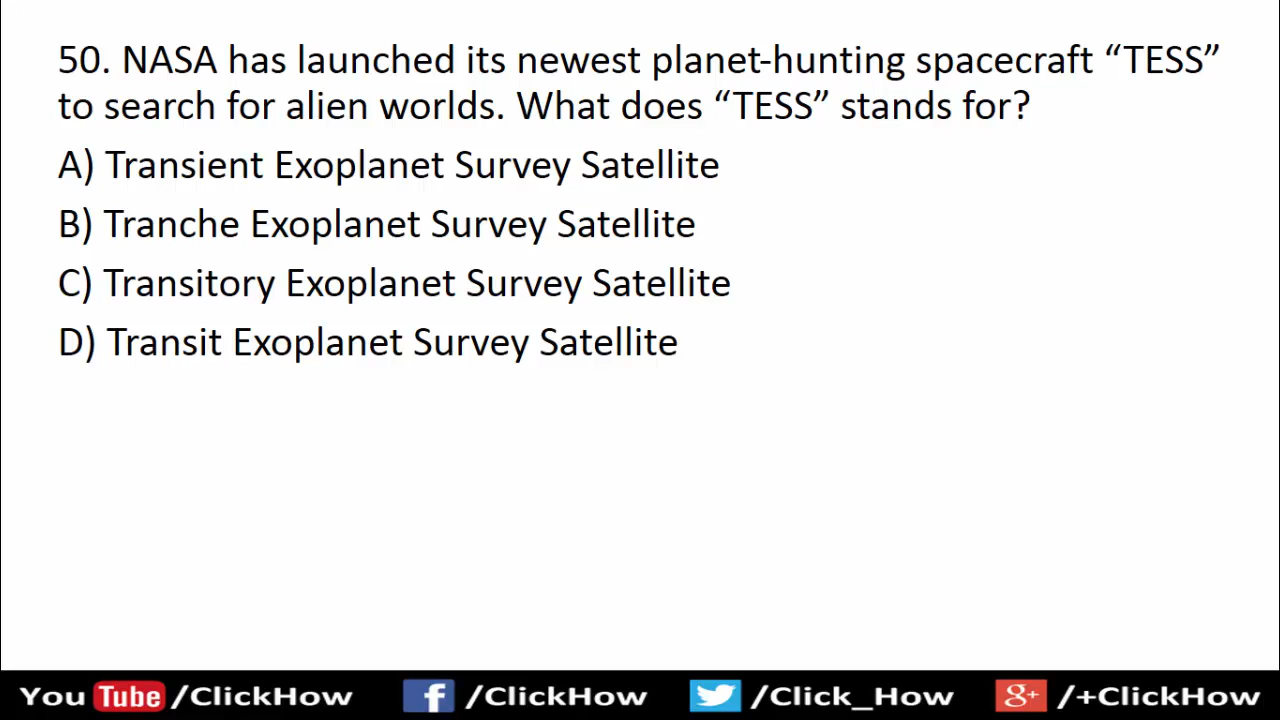 50. NASA has launched its newest planet-hunting spacecraft “TESS”
to search for alien worlds. What does “TESS” stands for?
A) Transient Exoplanet Survey Satellite
B) Tranche Exoplanet Survey Satellite
C) Transitory Exoplanet Survey Satellite
D) Transit Exoplanet Survey Satellite
You Tube /ClickHow f /ClickHow /Click_How g+ /+ClickHow